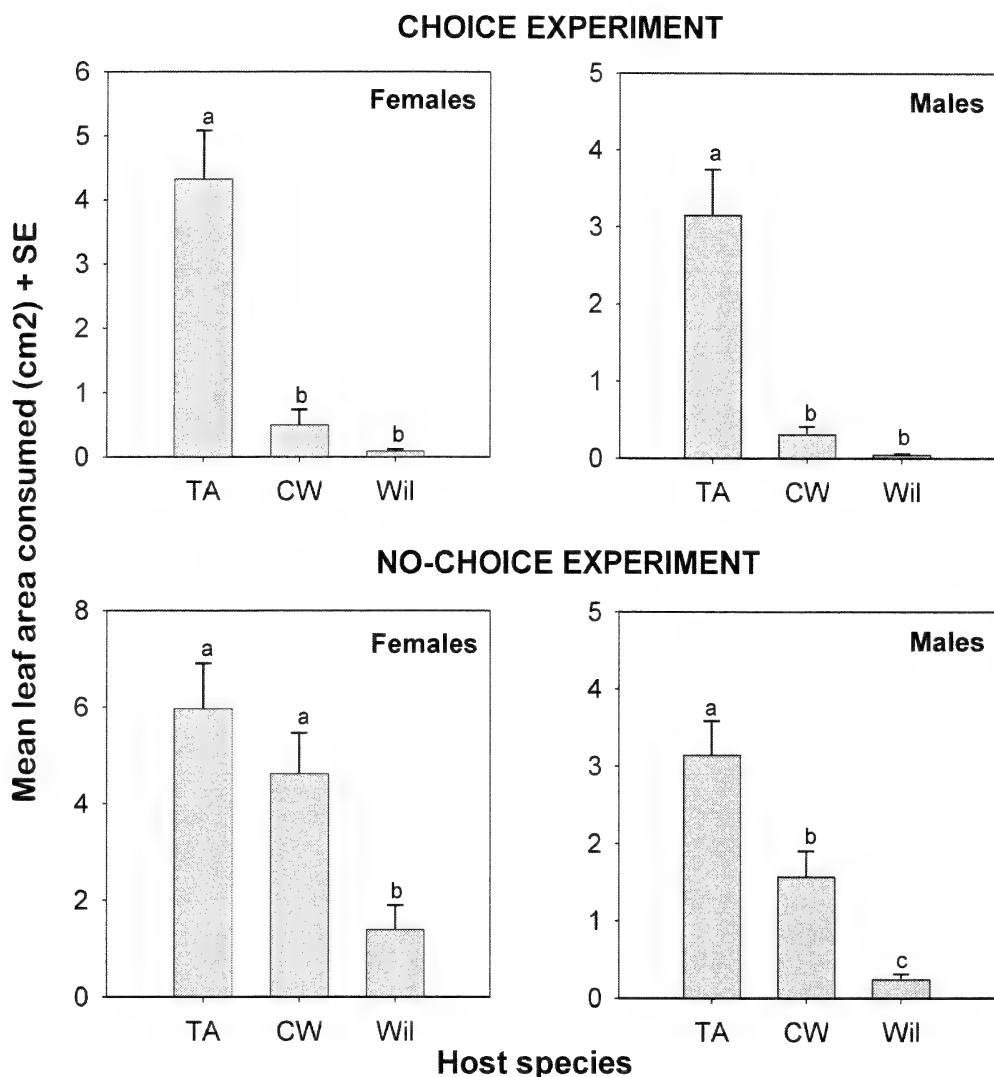 CHOICE EXPERIMENT
Mean leaf area consumed (cm2) + SE
6
5
4
3
2
1
0
Females
a
b
b
TA CW Wil
5
4
3
2
1
0
Males
a
b
b
TA CW Wil
NO-CHOICE EXPERIMENT
8
6
4
2
0
Females
a
a
b
TA CW Wil
5
4
3
2
1
0
Males
a
b
c
TA CW Wil
Host species